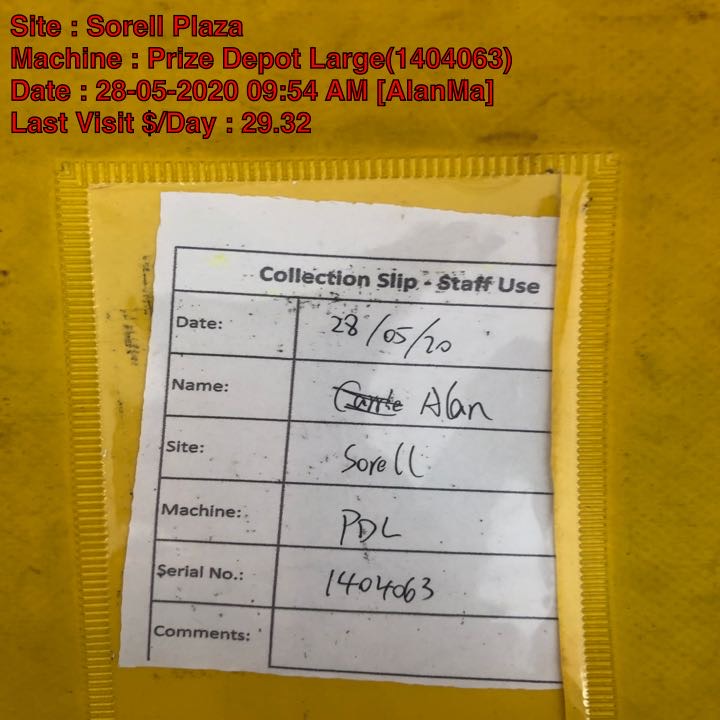 Site : Sorell Plaza
Machine : Prize Depot Large(1404063)
Date : 28-05-2020 09:54 AM [AlanMa]
Last Visit $/Day : 29.32
Collection Slip - Staff Use
Date: 28/05/20
Name: Alan
Site: Sorell
Machine: PDL
Serial No.: 1404063
Comments: